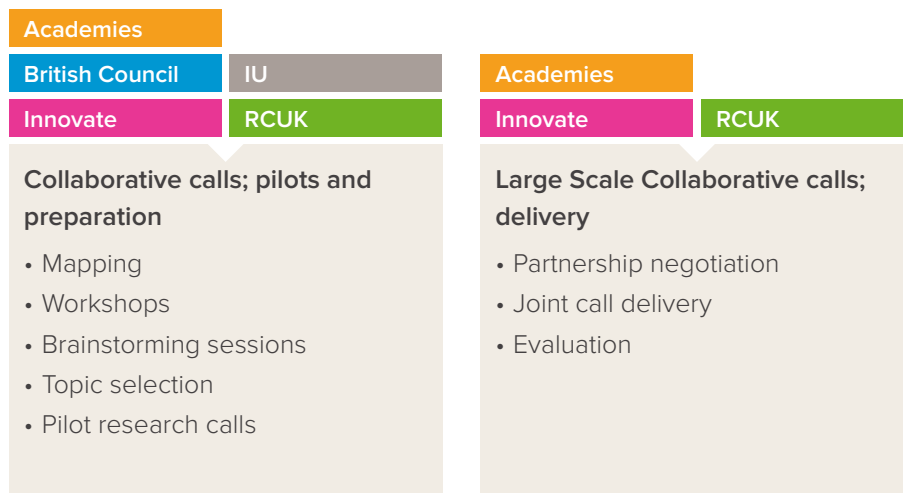 Academies
British Council
IU
Innovate
RCUK
Collaborative calls; pilots and
preparation
• Mapping
• Workshops
• Brainstorming sessions
• Topic selection
• Pilot research calls
Academies
Innovate
RCUK
Large Scale Collaborative calls;
delivery
• Partnership negotiation
• Joint call delivery
• Evaluation